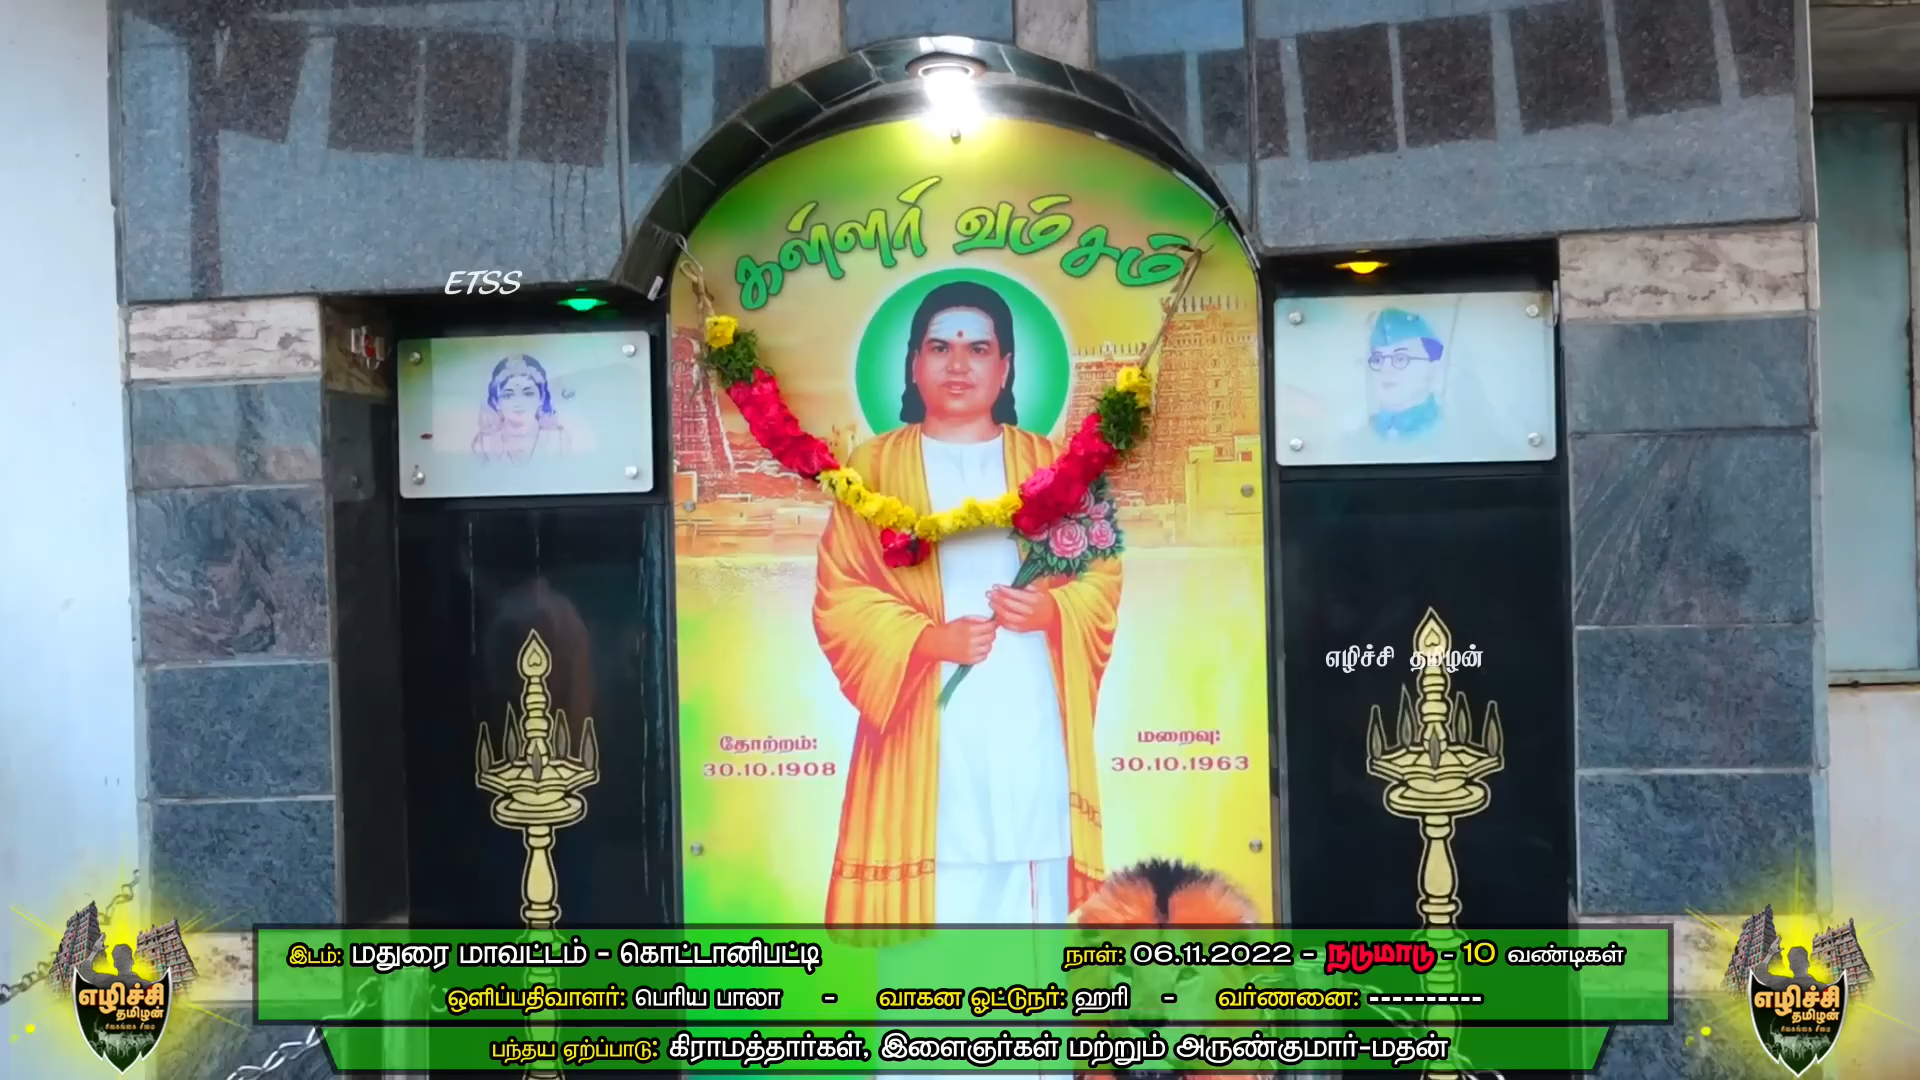 கள்ளர் வம்சம்
ETSS
எழிச்சி தமிழன்
தோற்றம்:
30.10.1908
மறைவு:
30.10.1963
இடம்: மதுரை மாவட்டம் - கொட்டானிபட்டி
நாள்: 06.11.2022 - நடுமாடு - 10 வண்டிகள்
ஒளிப்பதிவாளர்: பெரிய பாலா - வாகன ஓட்டுநர்: ஹரி - வர்ணனை: ----------
பந்தய ஏற்ப்பாடு: கிராமத்தார்கள், இளைஞர்கள் மற்றும் அருண்குமார்-மதன்
எழிச்சி
தமிழன்
சிவகங்கை சீமை
எழிச்சி
தமிழன்
சிவகங்கை சீமை